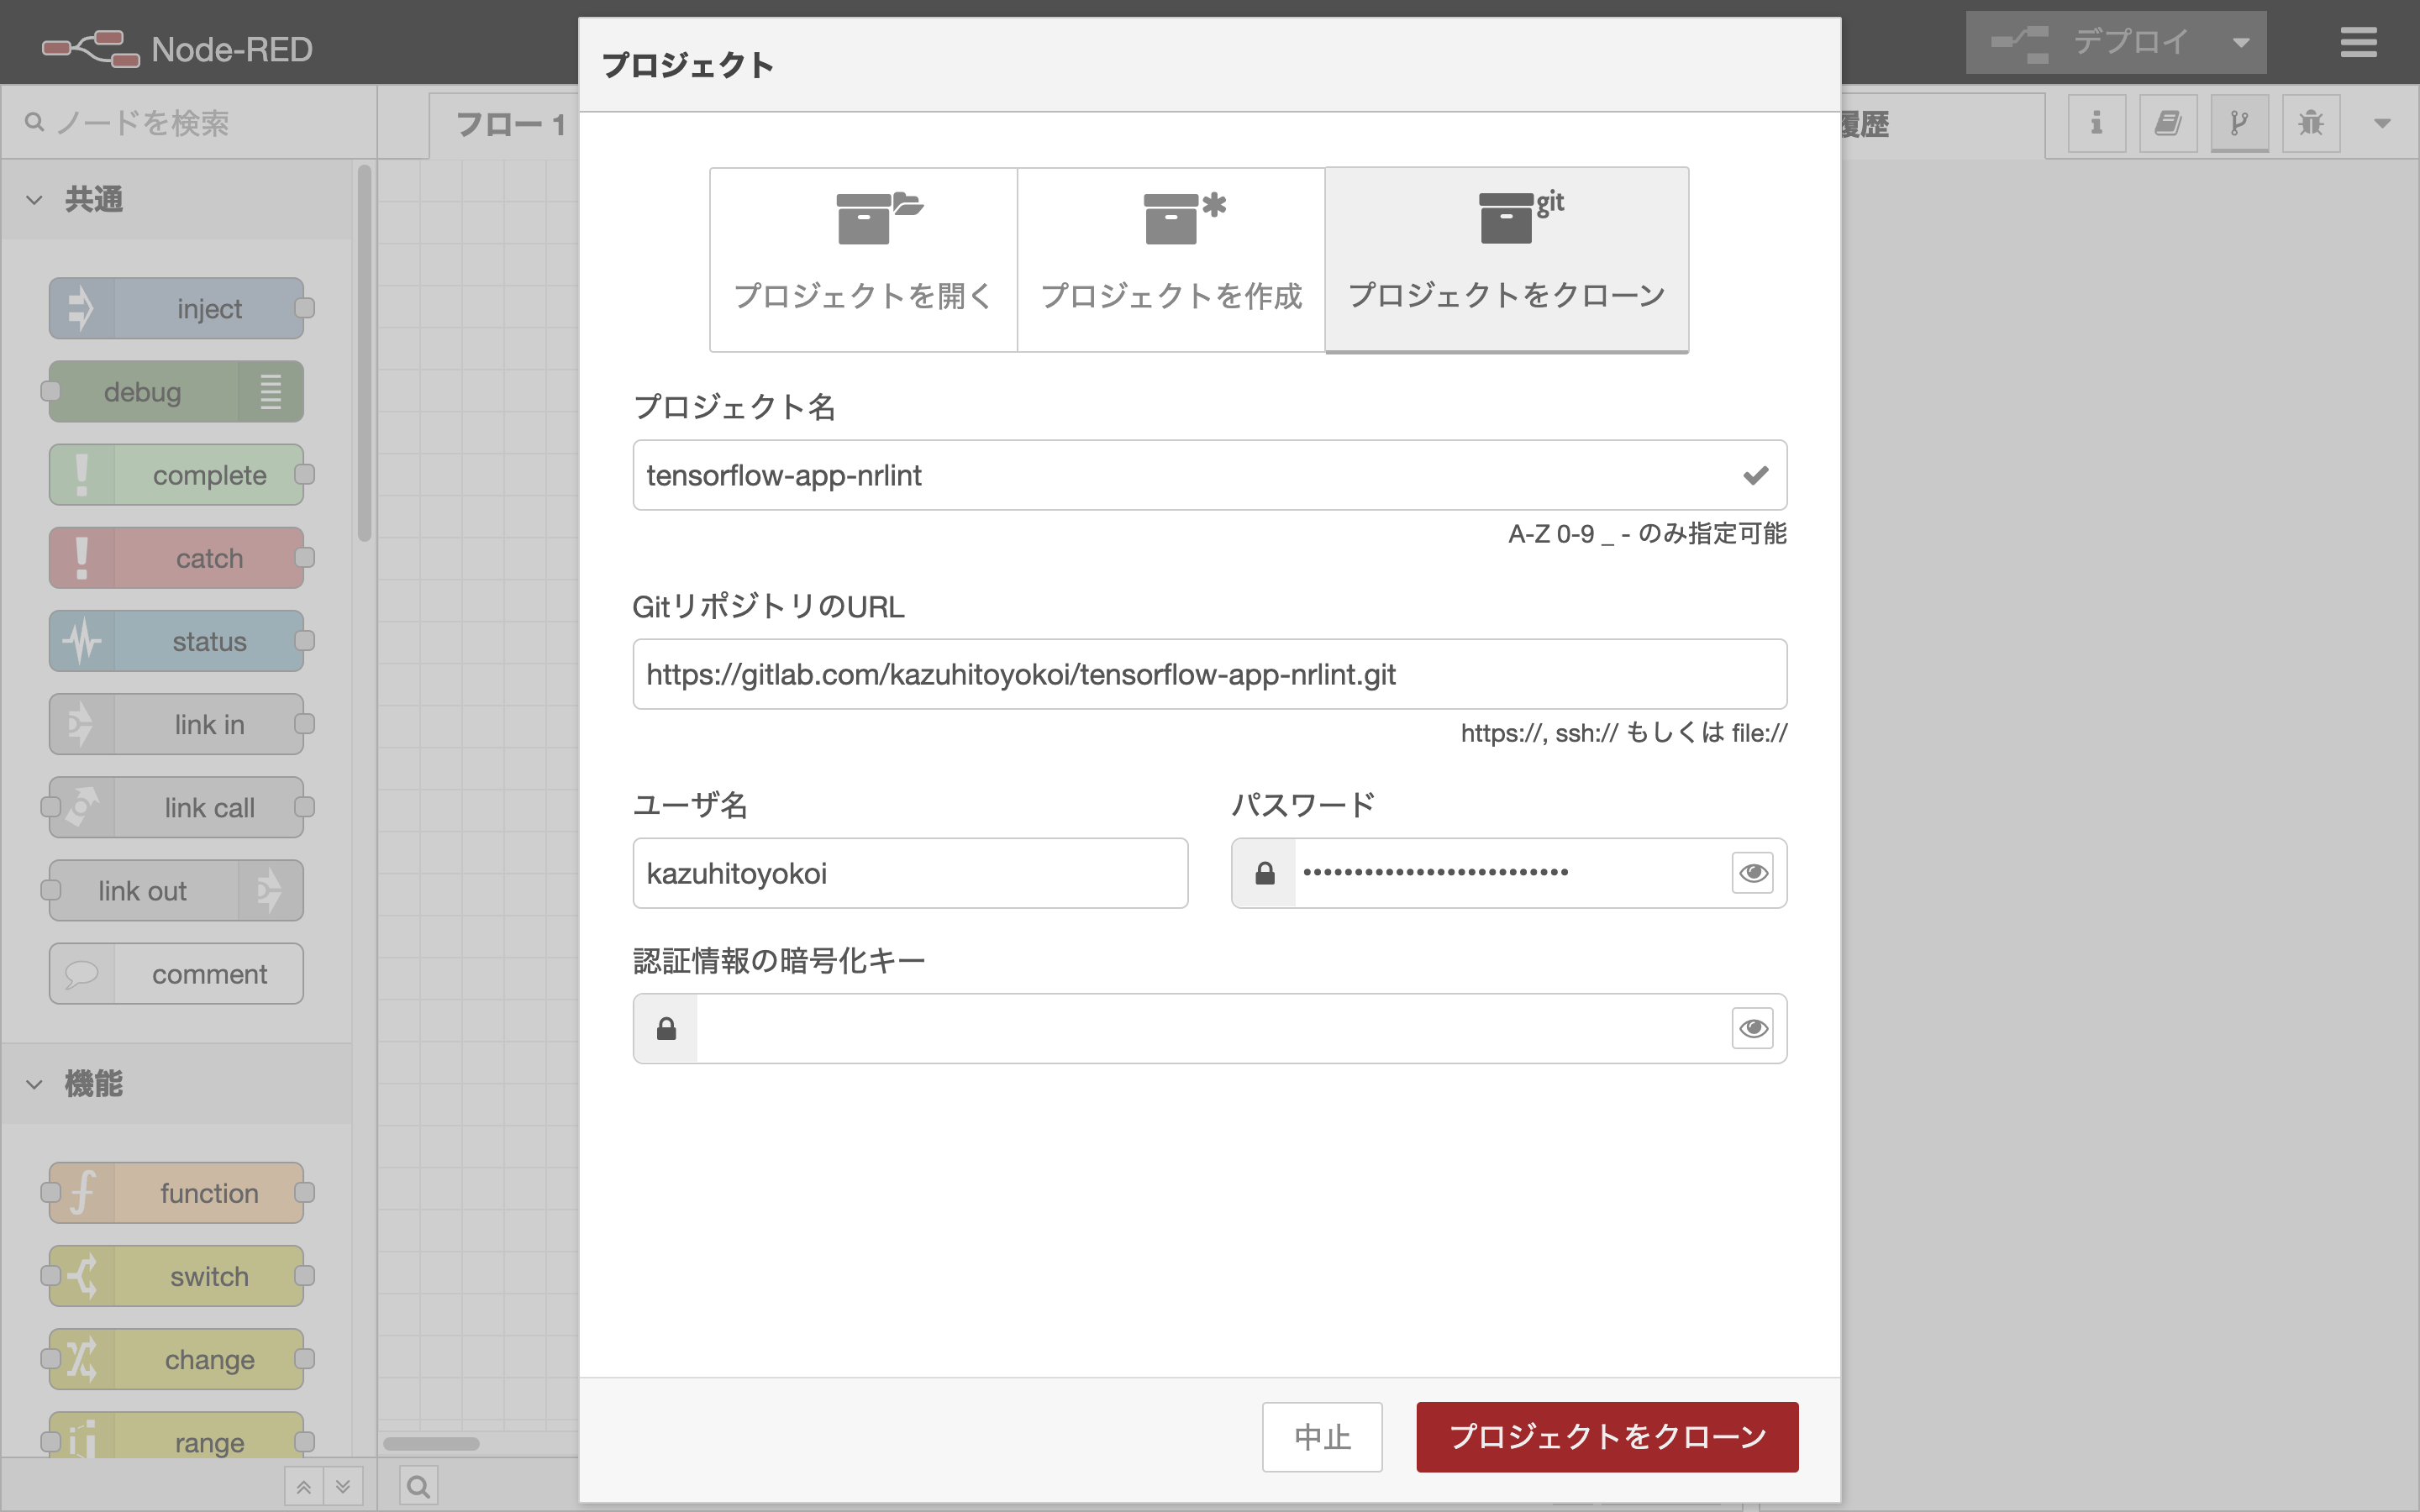 Node-RED
デプロイ
プロジェクト
ノードを検索
フロー 1
履歴
共通
inject
debug
complete
catch
status
link in
link call
link out
comment
機能
function
switch
change
range
プロジェクトを開く
プロジェクトを作成
git
プロジェクトをクローン
プロジェクト名
tensorflow-app-nrlint
A-Z 0-9 _ - のみ指定可能
GitリポジトリのURL
https://gitlab.com/kazuhitoyokoi/tensorflow-app-nrlint.git
https://, ssh:// もしくは file://
ユーザ名
パスワード
kazuhitoyokoi
••••••••••••••••••••••••••
認証情報の暗号化キー
中止
プロジェクトをクローン